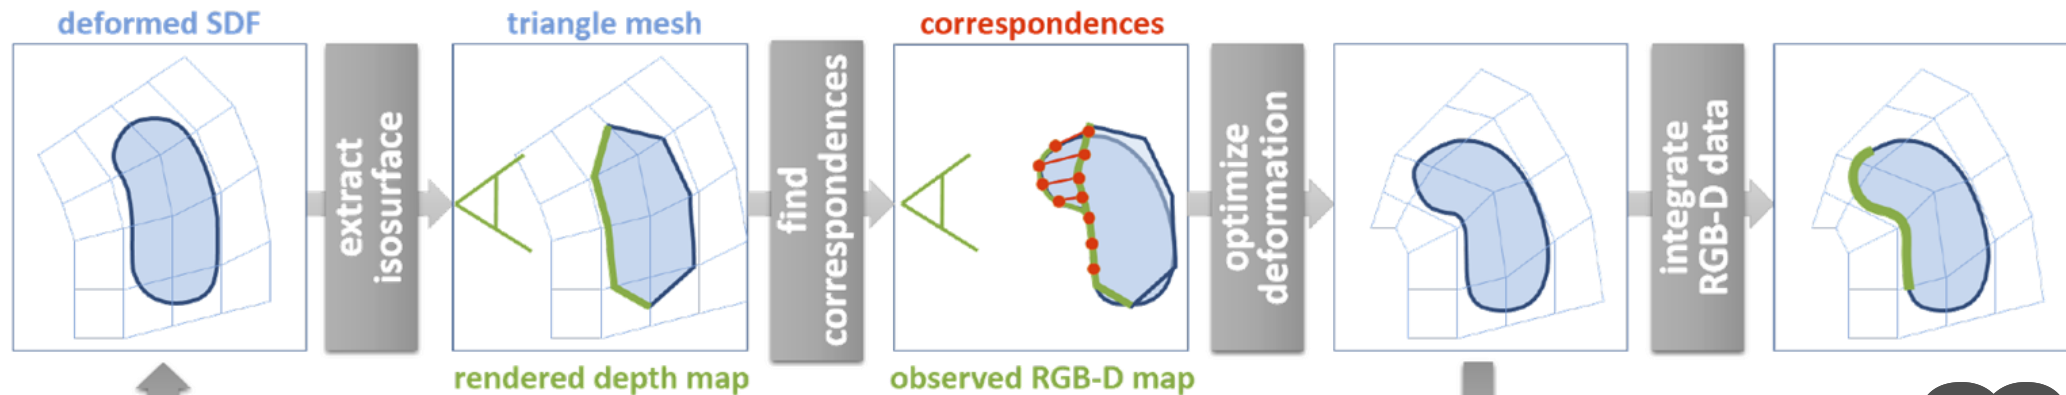 deformed SDF
extract
isosurface
triangle mesh
rendered depth map
find
correspondences
correspondences
observed RGB-D map
optimize
deformation
integrate
RGB-D data